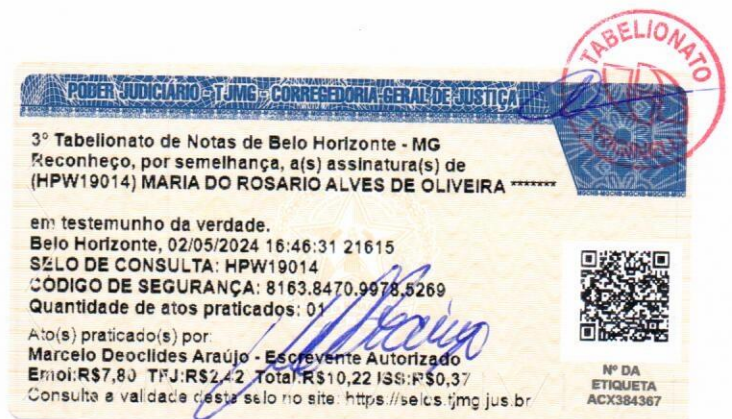 TABELIONATO
PODER JUDICIÁRIO - TJMG - CORREGEDORIA GERAL DE JUSTIÇA
3º Tabelionato de Notas de Belo Horizonte - MG
Reconheço, por semelhança, a(s) assinatura(s) de
(HPW19014) MARIA DO ROSARIO ALVES DE OLIVEIRA *******
em testemunho da verdade.
Belo Horizonte, 02/05/2024 16:46:31 21615
SELO DE CONSULTA: HPW19014
CÓDIGO DE SEGURANÇA: 8163.8470.9978.5269
Quantidade de atos praticados: 01
Ato(s) praticado(s) por:
Marcelo Deoclides Araújo - Escrevente Autorizado
Emol:R$7,80 TFJ:R$2,42 Total:R$10,22 ISS:R$0,37
Consulta a validade desta selo no site: https://selos.tjmg.jus.br
Nº DA
ETIQUETA
ACX384367